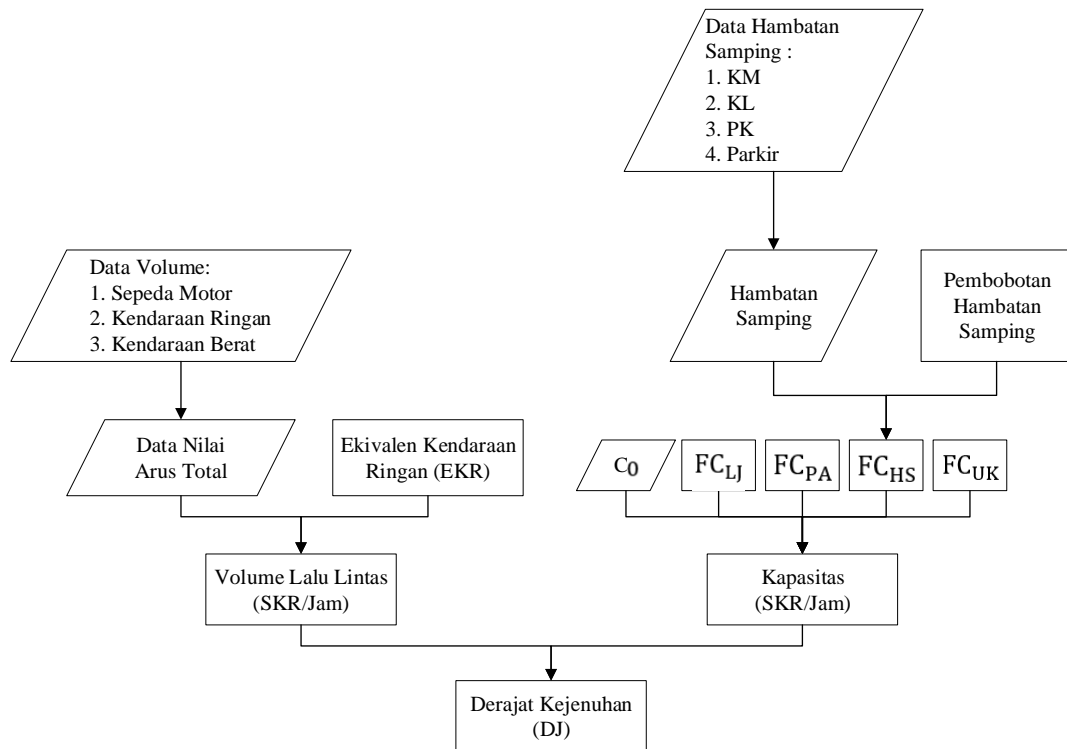 Data Hambatan
Samping :
1. KM
2. KL
3. PK
4. Parkir
Data Volume:
1. Sepeda Motor
2. Kendaraan Ringan
3. Kendaraan Berat
Hambatan
Samping
Pembobotan
Hambatan
Samping
Data Nilai
Arus Total
Ekivalen Kendaraan
Ringan (EKR)
C0
FCLJ
FCPA
FCHS
FCUK
Volume Lalu Lintas
(SKR/Jam)
Kapasitas
(SKR/Jam)
Derajat Kejenuhan
(DJ)